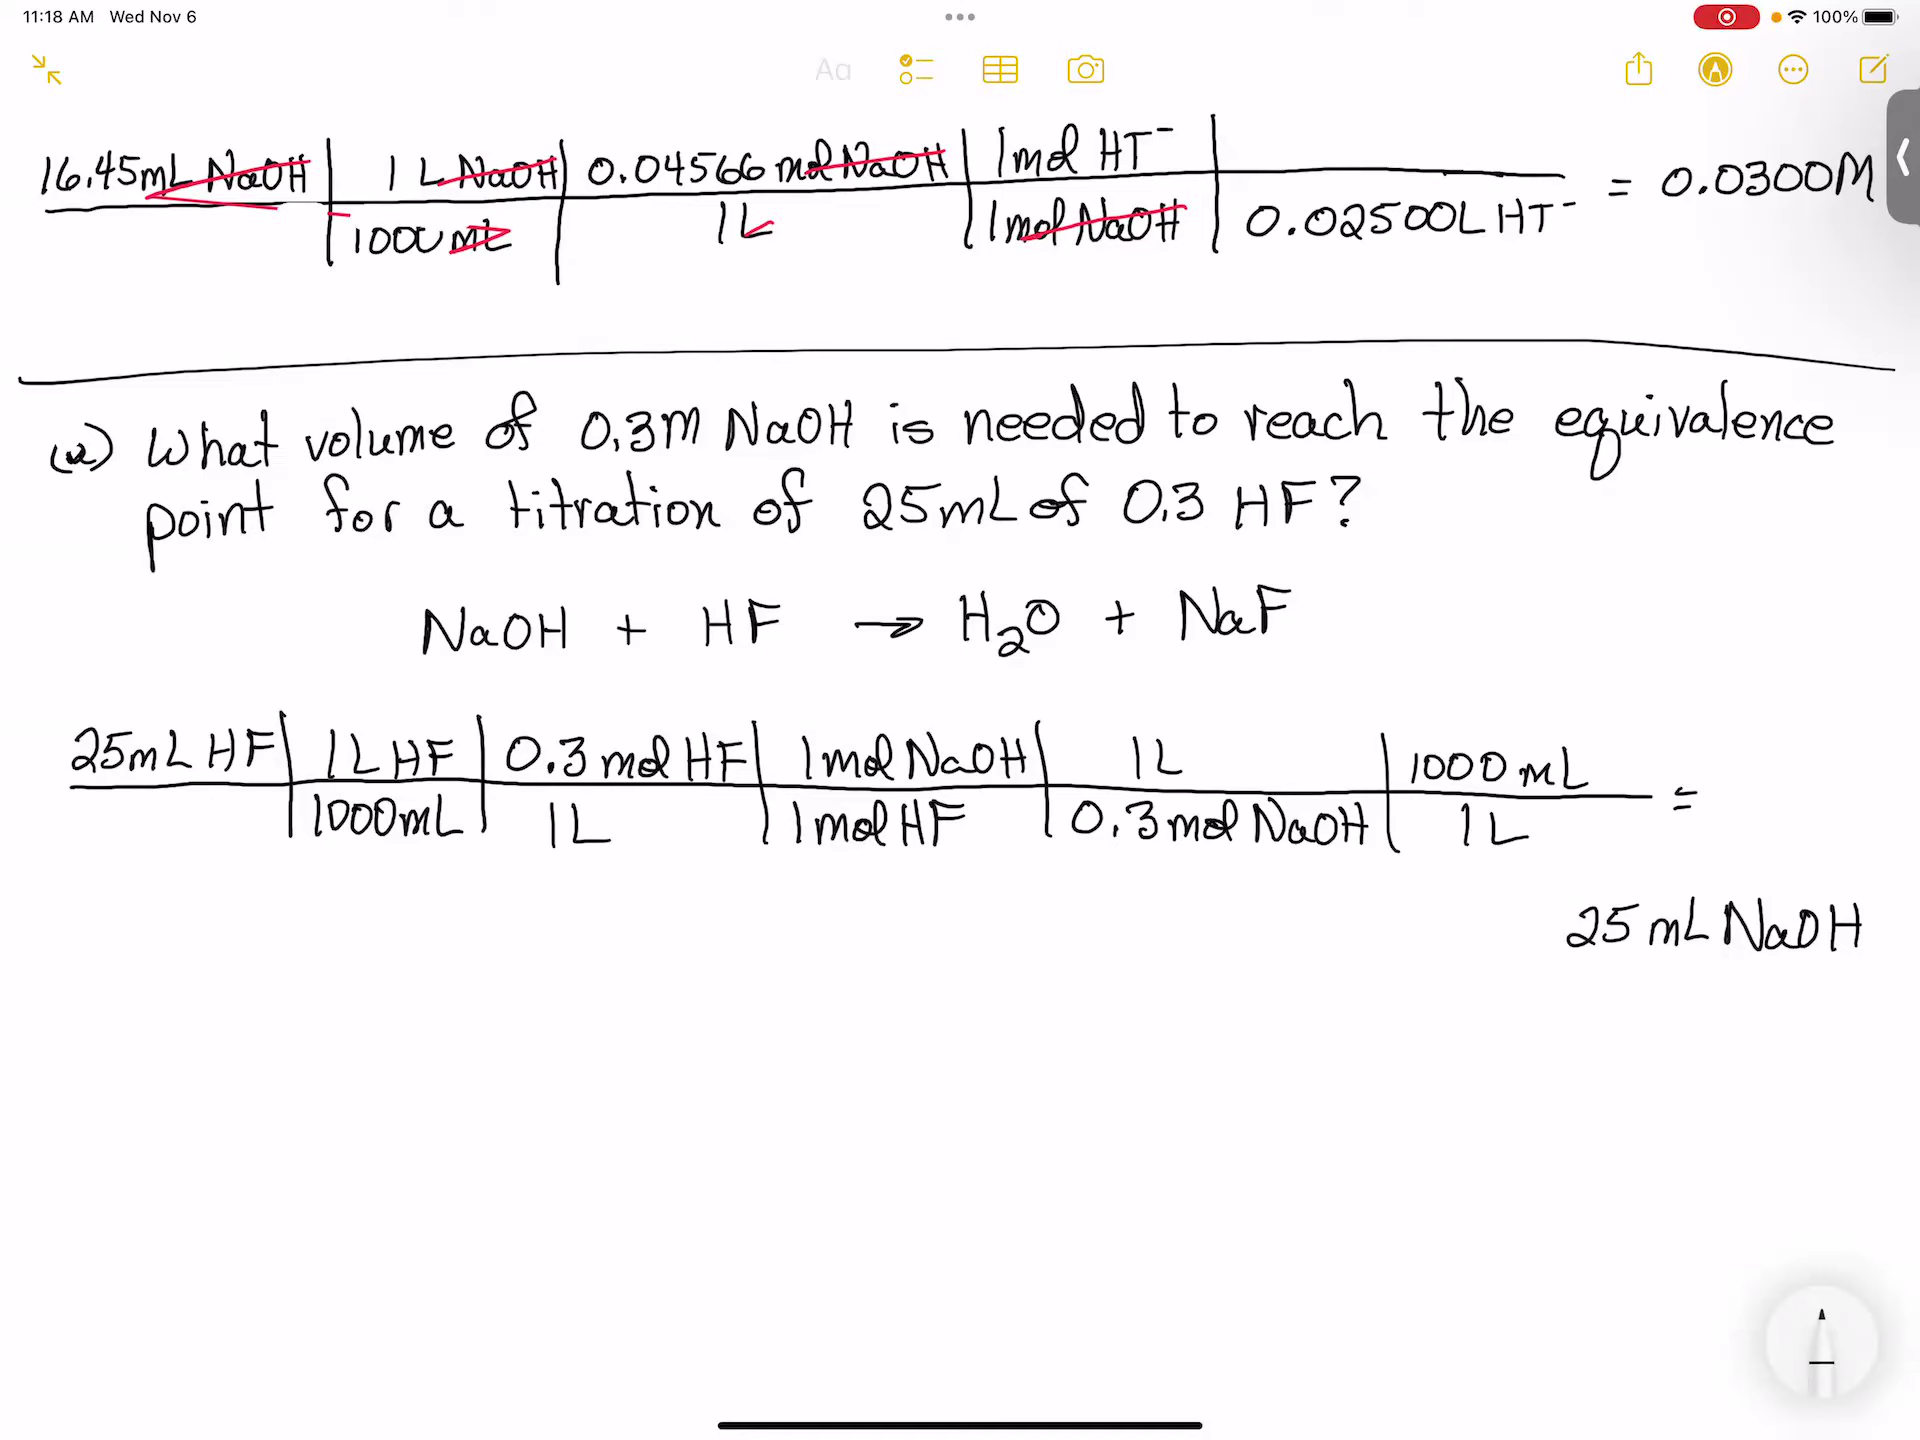 11:18 AM Wed Nov 6
100%
Aa
16.45mL NaOH | 1 L NaOH | 0.04566 mol NaOH | 1mol HT⁻ |
1000 mL | 1 L | 1mol NaOH | 0.02500L HT⁻ = 0.0300M
(a) What volume of 0.3M NaOH is needed to reach the equivalence
point for a titration of 25mL of 0.3 HF?
NaOH + HF → H₂O + NaF
25mL HF | 1L HF | 0.3 mol HF | 1mol NaOH | 1L | 1000 mL
1000mL | 1L | 1mol HF | 0.3mol NaOH | 1L =
25 mL NaOH